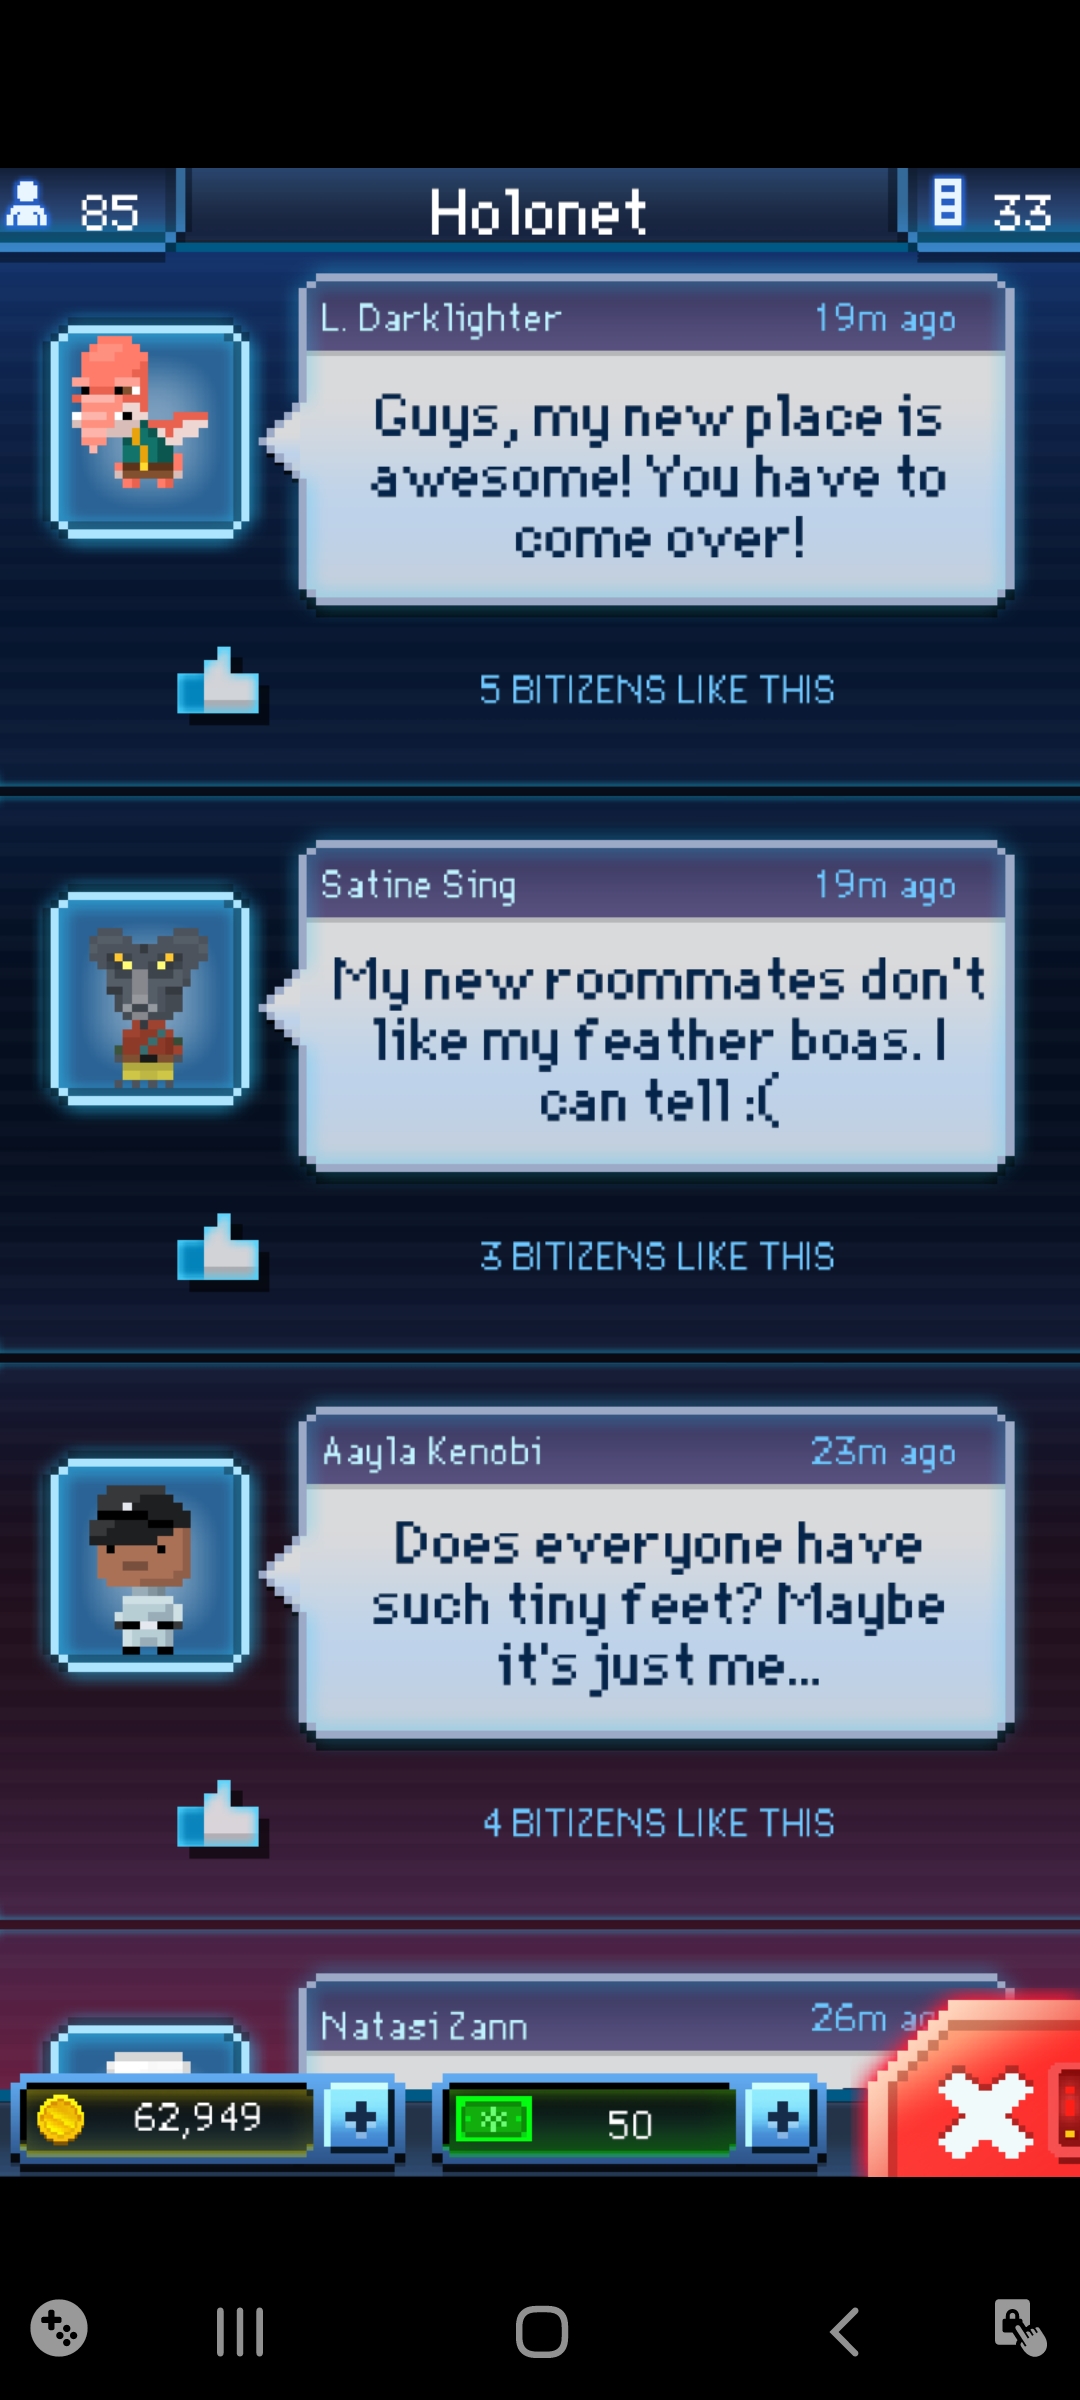 85
Holonet
33
L. Darklighter
19m ago
Guys, my new place is
awesome! You have to
come over!
5 BITIZENS LIKE THIS
Satine Sing
19m ago
My new roommates don't
like my feather boas. I
can tell :(
3 BITIZENS LIKE THIS
Aayla Kenobi
23m ago
Does everyone have
such tiny feet? Maybe
it's just me...
4 BITIZENS LIKE THIS
Natasi Zann
26m
62,949
50